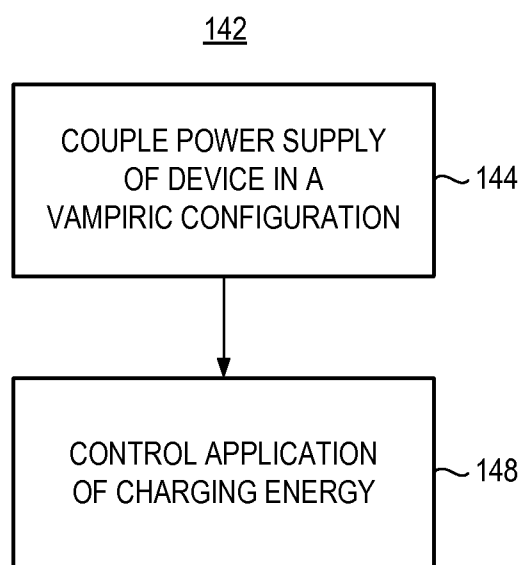 142
COUPLE POWER SUPPLY
OF DEVICE IN A
VAMPIRIC CONFIGURATION
144
CONTROL APPLICATION
OF CHARGING ENERGY
148